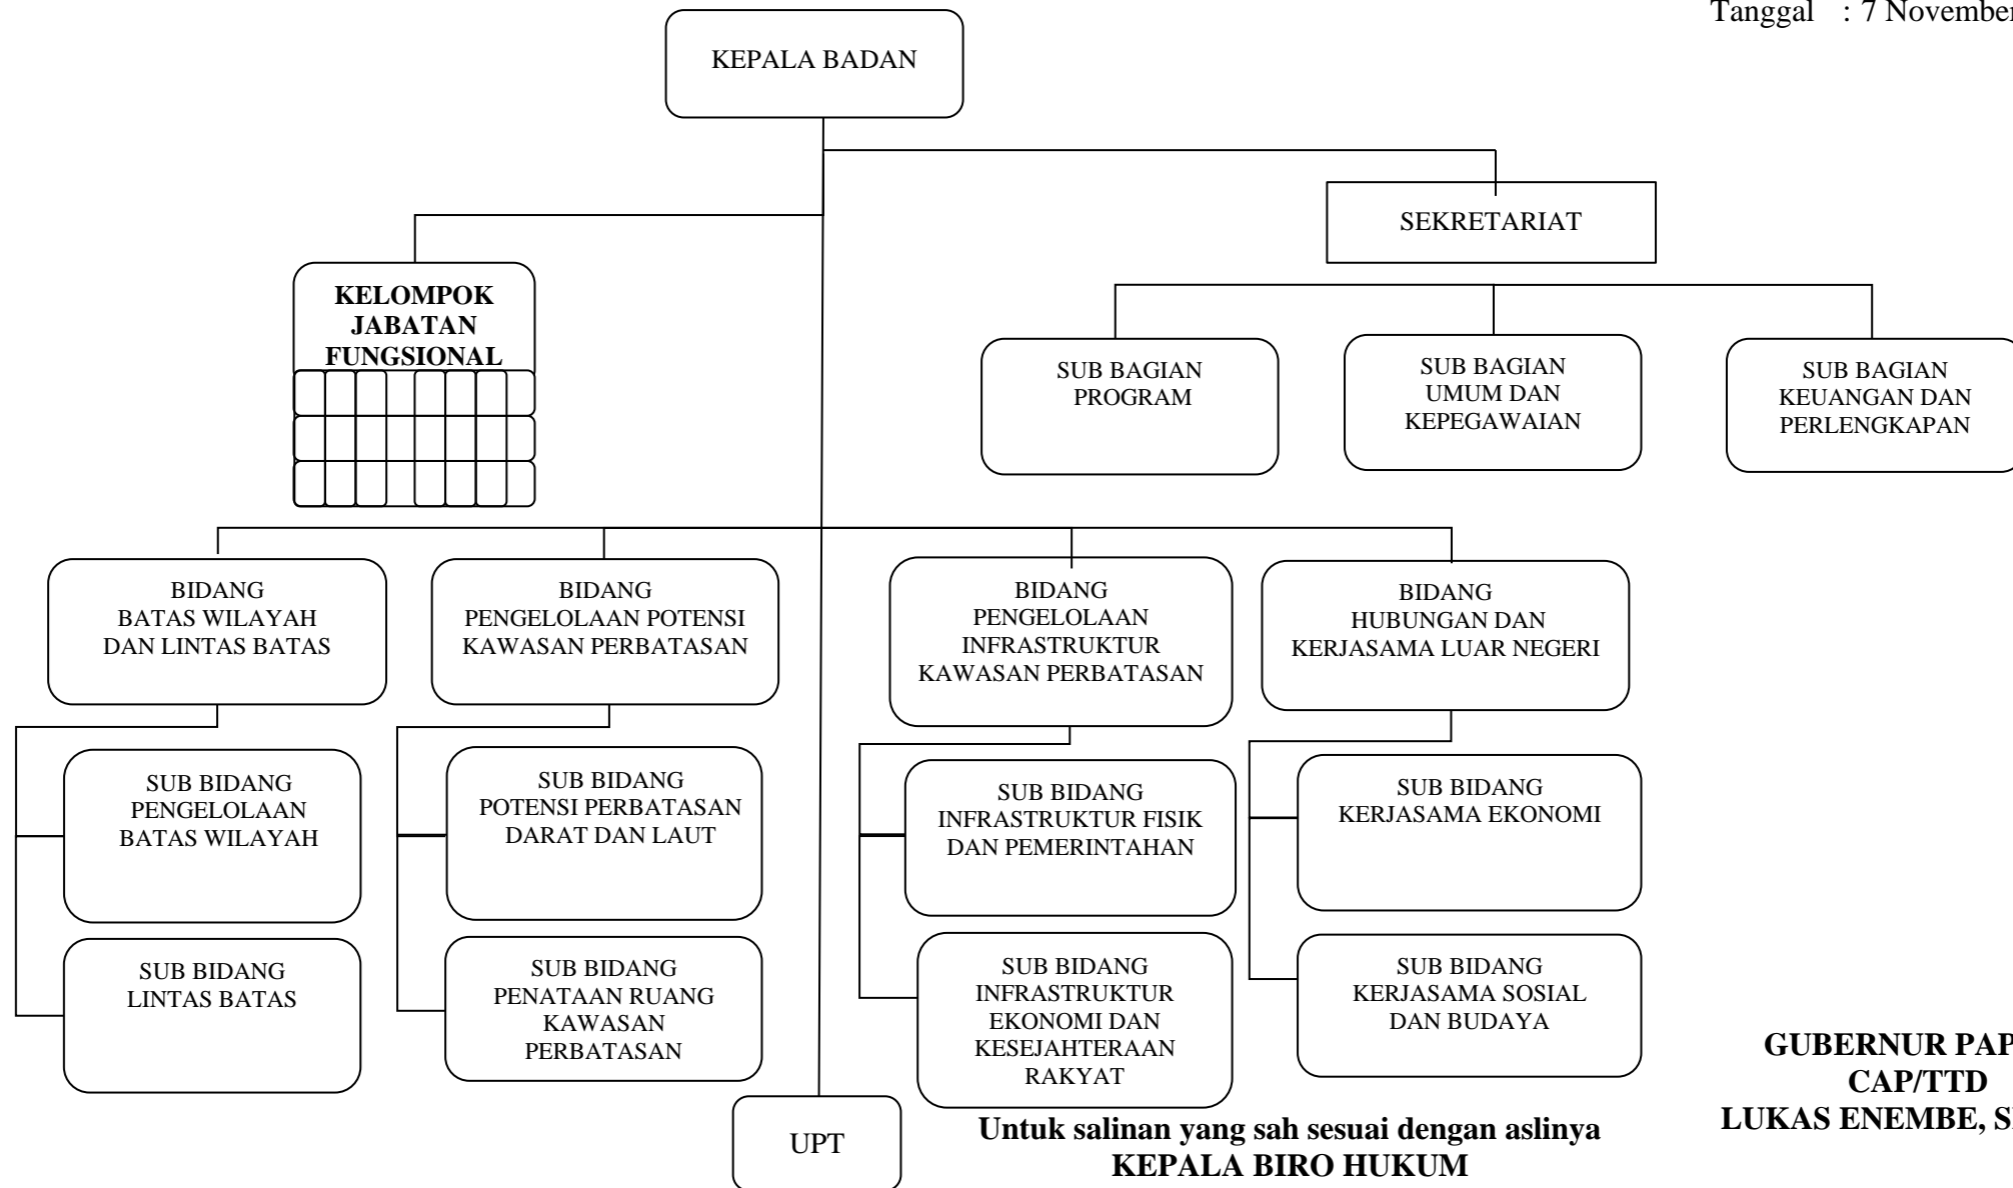 Tanggal : 7 November
KEPALA BADAN
SEKRETARIAT
KELOMPOK
JABATAN
FUNGSIONAL
SUB BAGIAN
PROGRAM
SUB BAGIAN
UMUM DAN
KEPEGAWAIAN
SUB BAGIAN
KEUANGAN DAN
PERLENGKAPAN
BIDANG
BATAS WILAYAH
DAN LINTAS BATAS
BIDANG
PENGELOLAAN POTENSI
KAWASAN PERBATASAN
BIDANG
PENGELOLAAN
INFRASTRUKTUR
KAWASAN PERBATASAN
BIDANG
HUBUNGAN DAN
KERJASAMA LUAR NEGERI
SUB BIDANG
PENGELOLAAN
BATAS WILAYAH
SUB BIDANG
POTENSI PERBATASAN
DARAT DAN LAUT
SUB BIDANG
INFRASTRUKTUR FISIK
DAN PEMERINTAHAN
SUB BIDANG
KERJASAMA EKONOMI
SUB BIDANG
LINTAS BATAS
SUB BIDANG
PENATAAN RUANG
KAWASAN
PERBATASAN
SUB BIDANG
INFRASTRUKTUR
EKONOMI DAN
KESEJAHTERAAN
RAKYAT
SUB BIDANG
KERJASAMA SOSIAL
DAN BUDAYA
UPT
Untuk salinan yang sah sesuai dengan aslinya
KEPALA BIRO HUKUM
GUBERNUR PAP
CAP/TTD
LUKAS ENEMBE, S